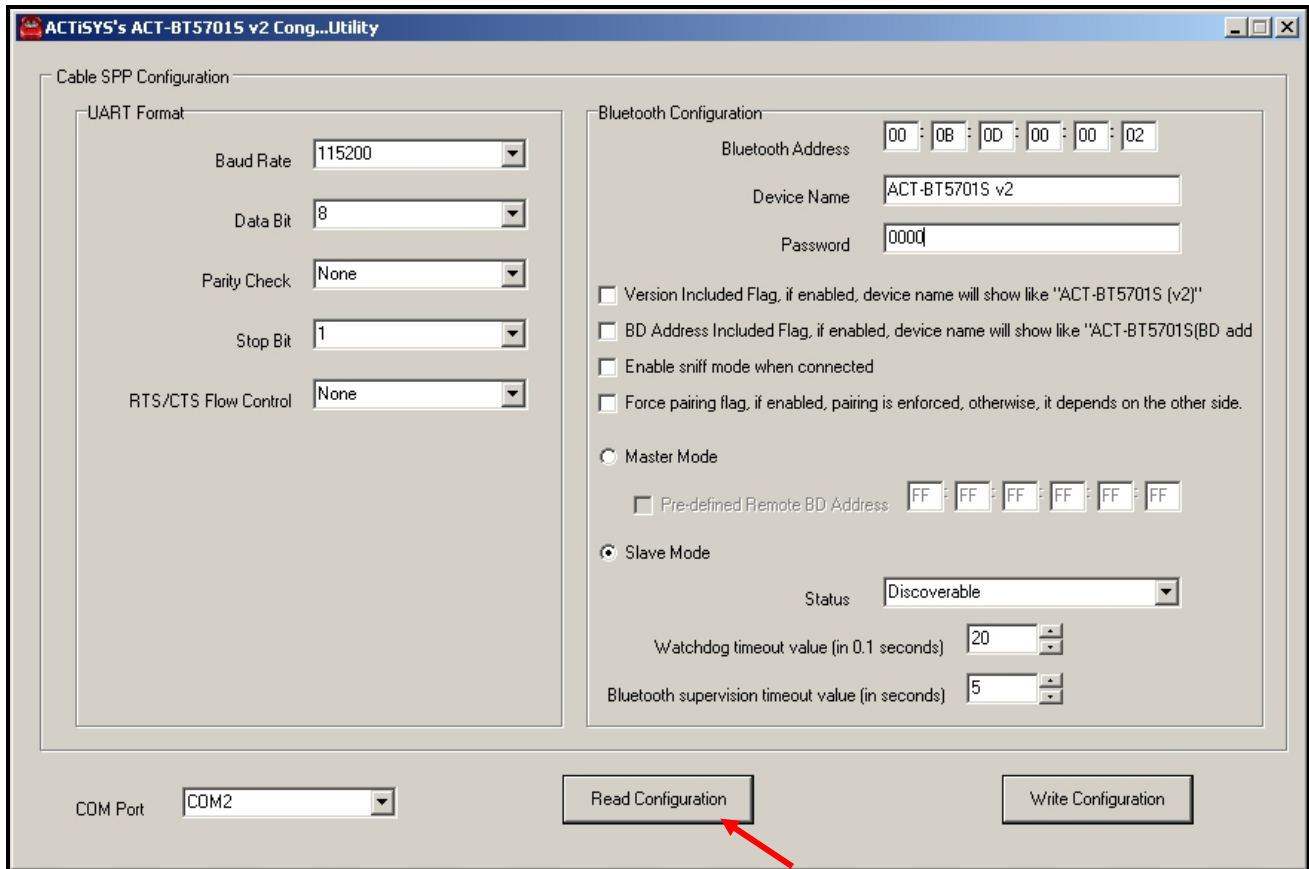 ACTiSYS's ACT-BT5701S v2 Cong...Utility
Cable SPP Configuration
UART Format
Baud Rate 115200
Data Bit 8
Parity Check None
Stop Bit 1
RTS/CTS Flow Control None
Bluetooth Configuration
Bluetooth Address 00 : 0B : 0D : 00 : 00 : 02
Device Name ACT-BT5701S v2
Password 0000
Version Included Flag, if enabled, device name will show like "ACT-BT5701S (v2)"
BD Address Included Flag, if enabled, device name will show like "ACT-BT5701S(BD add
Enable sniff mode when connected
Force pairing flag, if enabled, pairing is enforced, otherwise, it depends on the other side.
Master Mode
Pre-defined Remote BD Address FF : FF : FF : FF : FF : FF
Slave Mode
Status Discoverable
Watchdog timeout value (in 0.1 seconds) 20
Bluetooth supervision timeout value (in seconds) 5
COM Port COM2
Read Configuration
Write Configuration